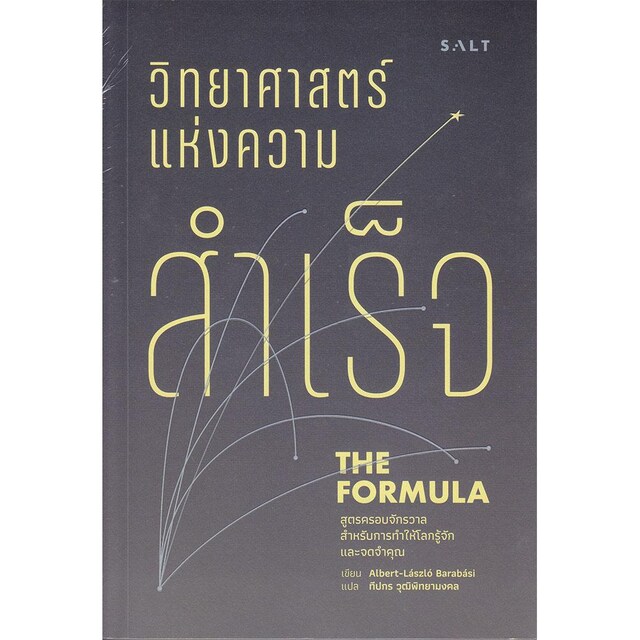 SALT
วิทยาศาสตร์
แห่งความ
สำเร็จ
THE
FORMULA
สูตรครอบจักรวาล
สำหรับการทำให้โลกรู้จัก
และจดจำคุณ
เขียน Albert-László Barabási
แปล ทีปกร วุฒิพิทยามงคล